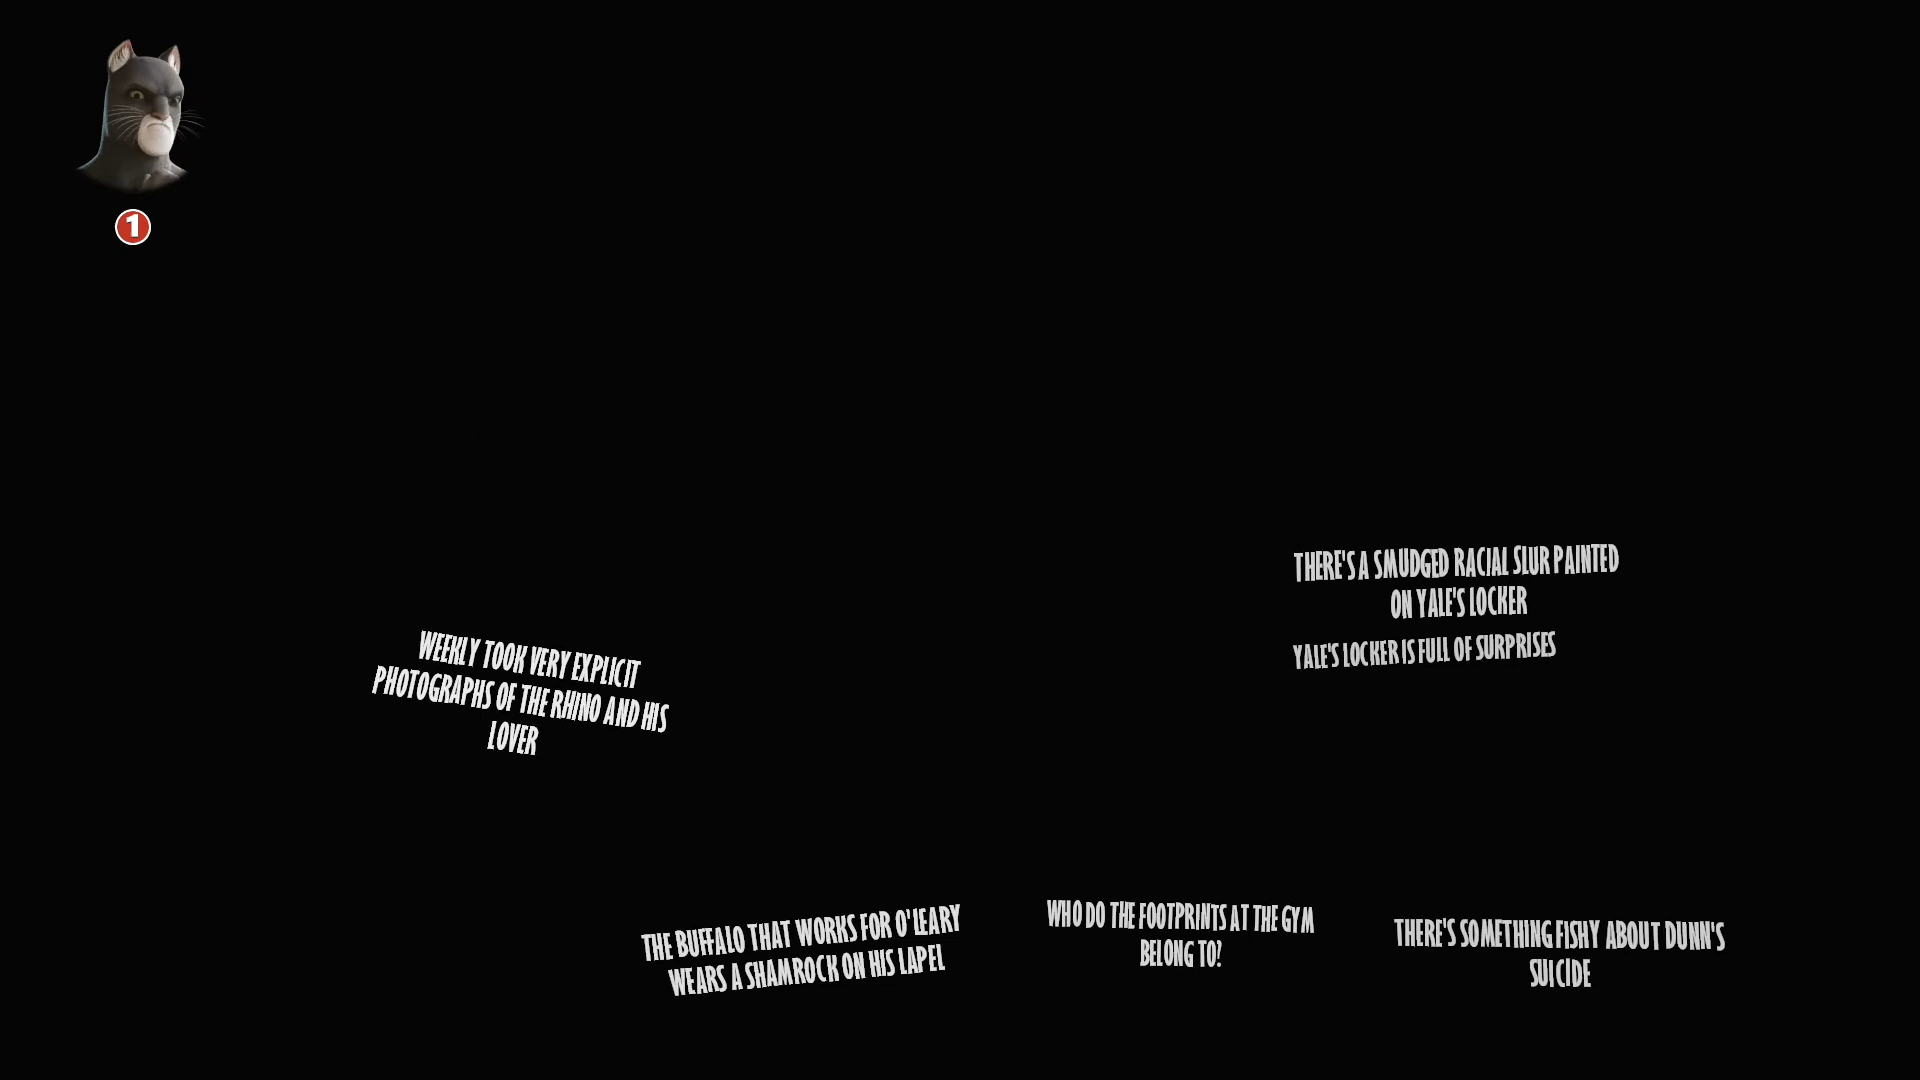 1
THERE'S A SMUDGED RACIAL SLUR PAINTED
ON YALE'S LOCKER
YALE'S LOCKER IS FULL OF SURPRISES
WEEKLY TOOK VERY EXPLICIT
PHOTOGRAPHS OF THE RHINO AND HIS
LOVER
THE BUFFALO THAT WORKS FOR O'LEARY
WEARS A SHAMROCK ON HIS LAPEL
WHO DO THE FOOTPRINTS AT THE GYM
BELONG TO?
THERE'S SOMETHING FISHY ABOUT DUNN'S
SUICIDE